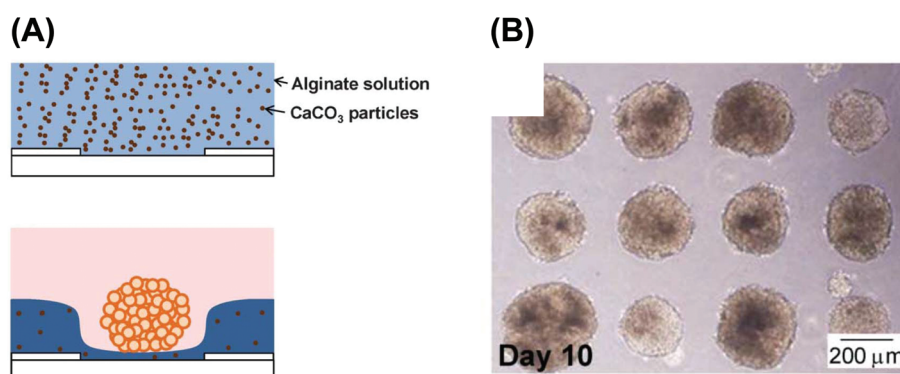 (A)
(B)
Alginate solution
CaCO₃ particles
Day 10
200 μm